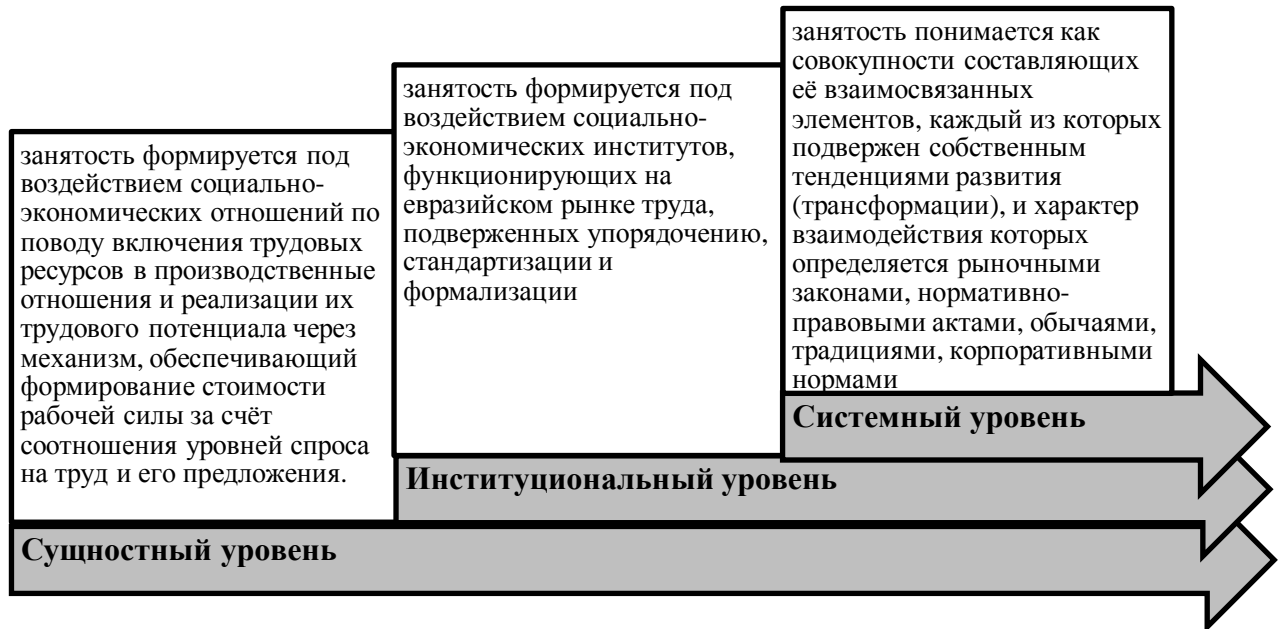 занятость формируется под
воздействием социально-
экономических отношений по
поводу включения трудовых
ресурсов в производственные
отношения и реализации их
трудового потенциала через
механизм, обеспечивающий
формирование стоимости
рабочей силы за счёт
соотношения уровней спроса
на труд и его предложения.
Сущностный уровень
занятость формируется под
воздействием социально-
экономических институтов,
функционирующих на
евразийском рынке труда,
подверженных упорядочению,
стандартизации и
формализации
Институциональный уровень
занятость понимается как
совокупности составляющих
её взаимосвязанных
элементов, каждый из которых
подвержен собственным
тенденциями развития
(трансформации), и характер
взаимодействия которых
определяется рыночными
законами, нормативно-
правовыми актами, обычаями,
традициями, корпоративными
нормами
Системный уровень